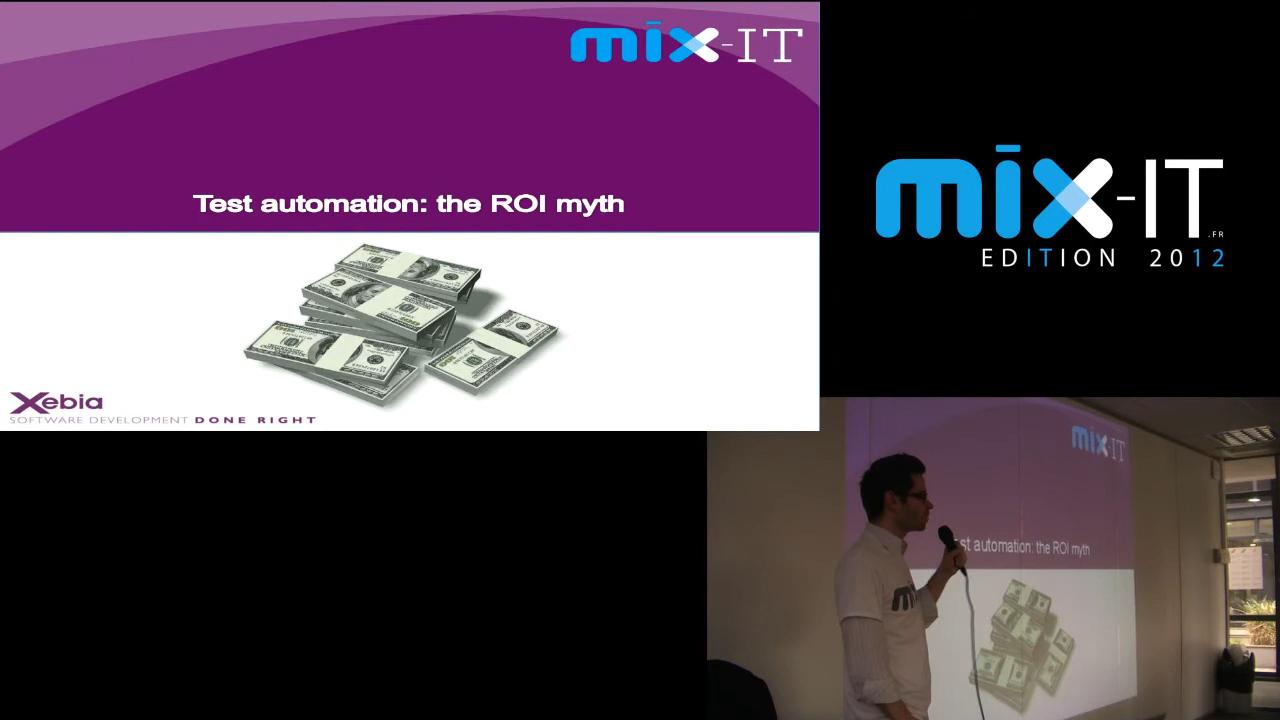 mix-IT
Test automation: the ROI myth
Xebia
SOFTWARE DEVELOPMENT DONE RIGHT
mix-IT
.FR
EDITION 2012
mix-IT
st automation: the ROI myth